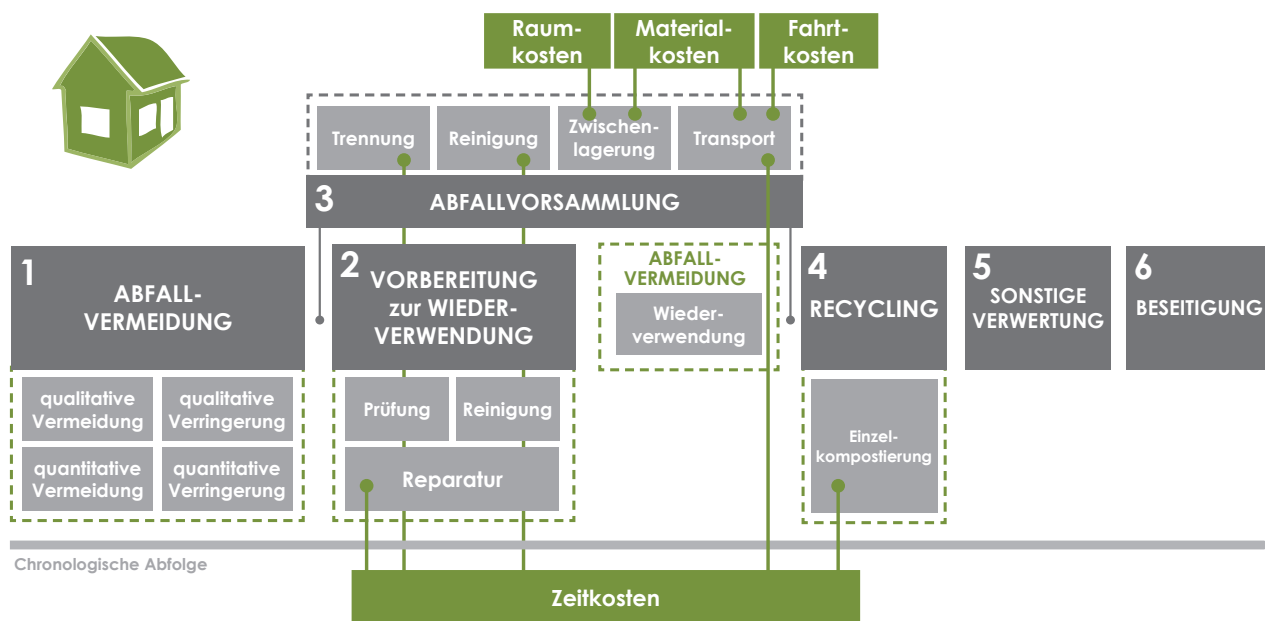 Raum-
kosten
Material-
kosten
Fahrt-
kosten
Trennung
Reinigung
Zwischen-
lagerung
Transport
3 ABFALLVORSAMMLUNG
1
ABFALL-
VERMEIDUNG
2
VORBEREITUNG
zur WIEDER-
VERWENDUNG
ABFALL-
VERMEIDUNG
Wieder-
verwendung
4
RECYCLING
5
SONSTIGE
VERWERTUNG
6
BESEITIGUNG
qualitative
Vermeidung
qualitative
Verringerung
quantitative
Vermeidung
quantitative
Verringerung
Prüfung
Reinigung
Reparatur
Einzel-
kompostierung
Chronologische Abfolge
Zeitkosten